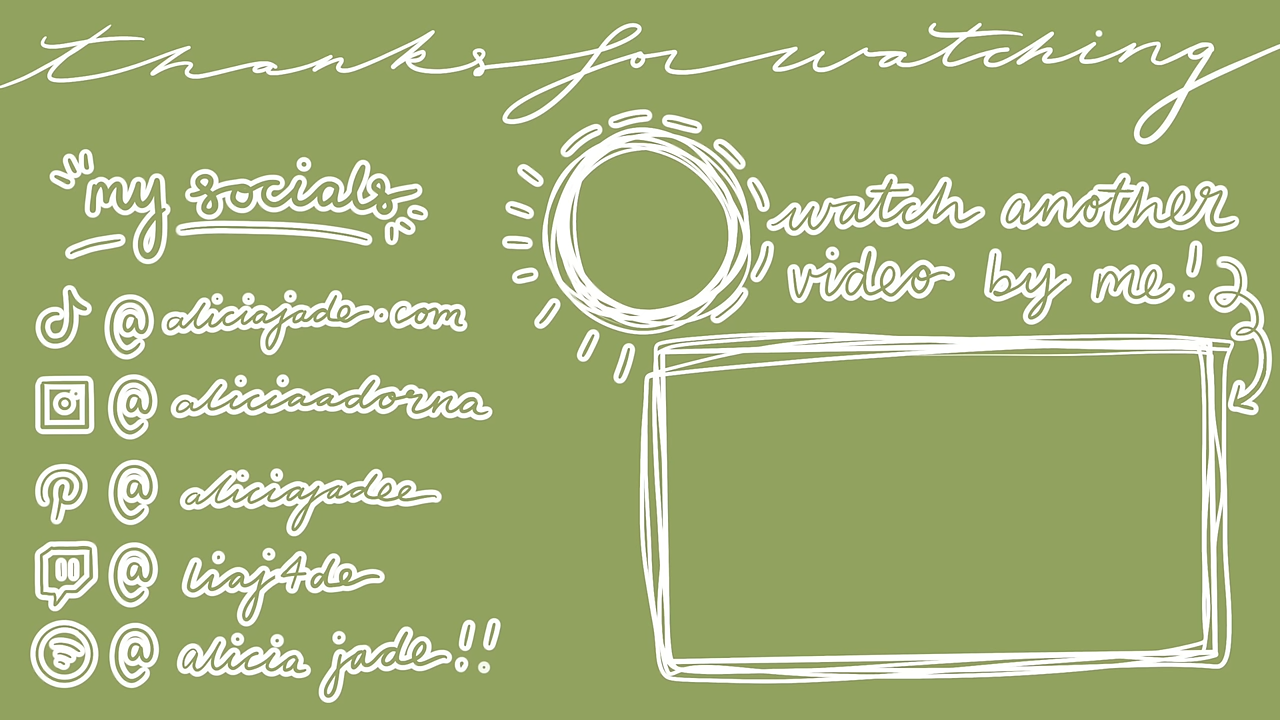 thanks for watching
my socials
@aliciajade.com
@aliciaadorna
@aliciajadee
@liaj4de
@alicia jade!!
watch another
video by me!